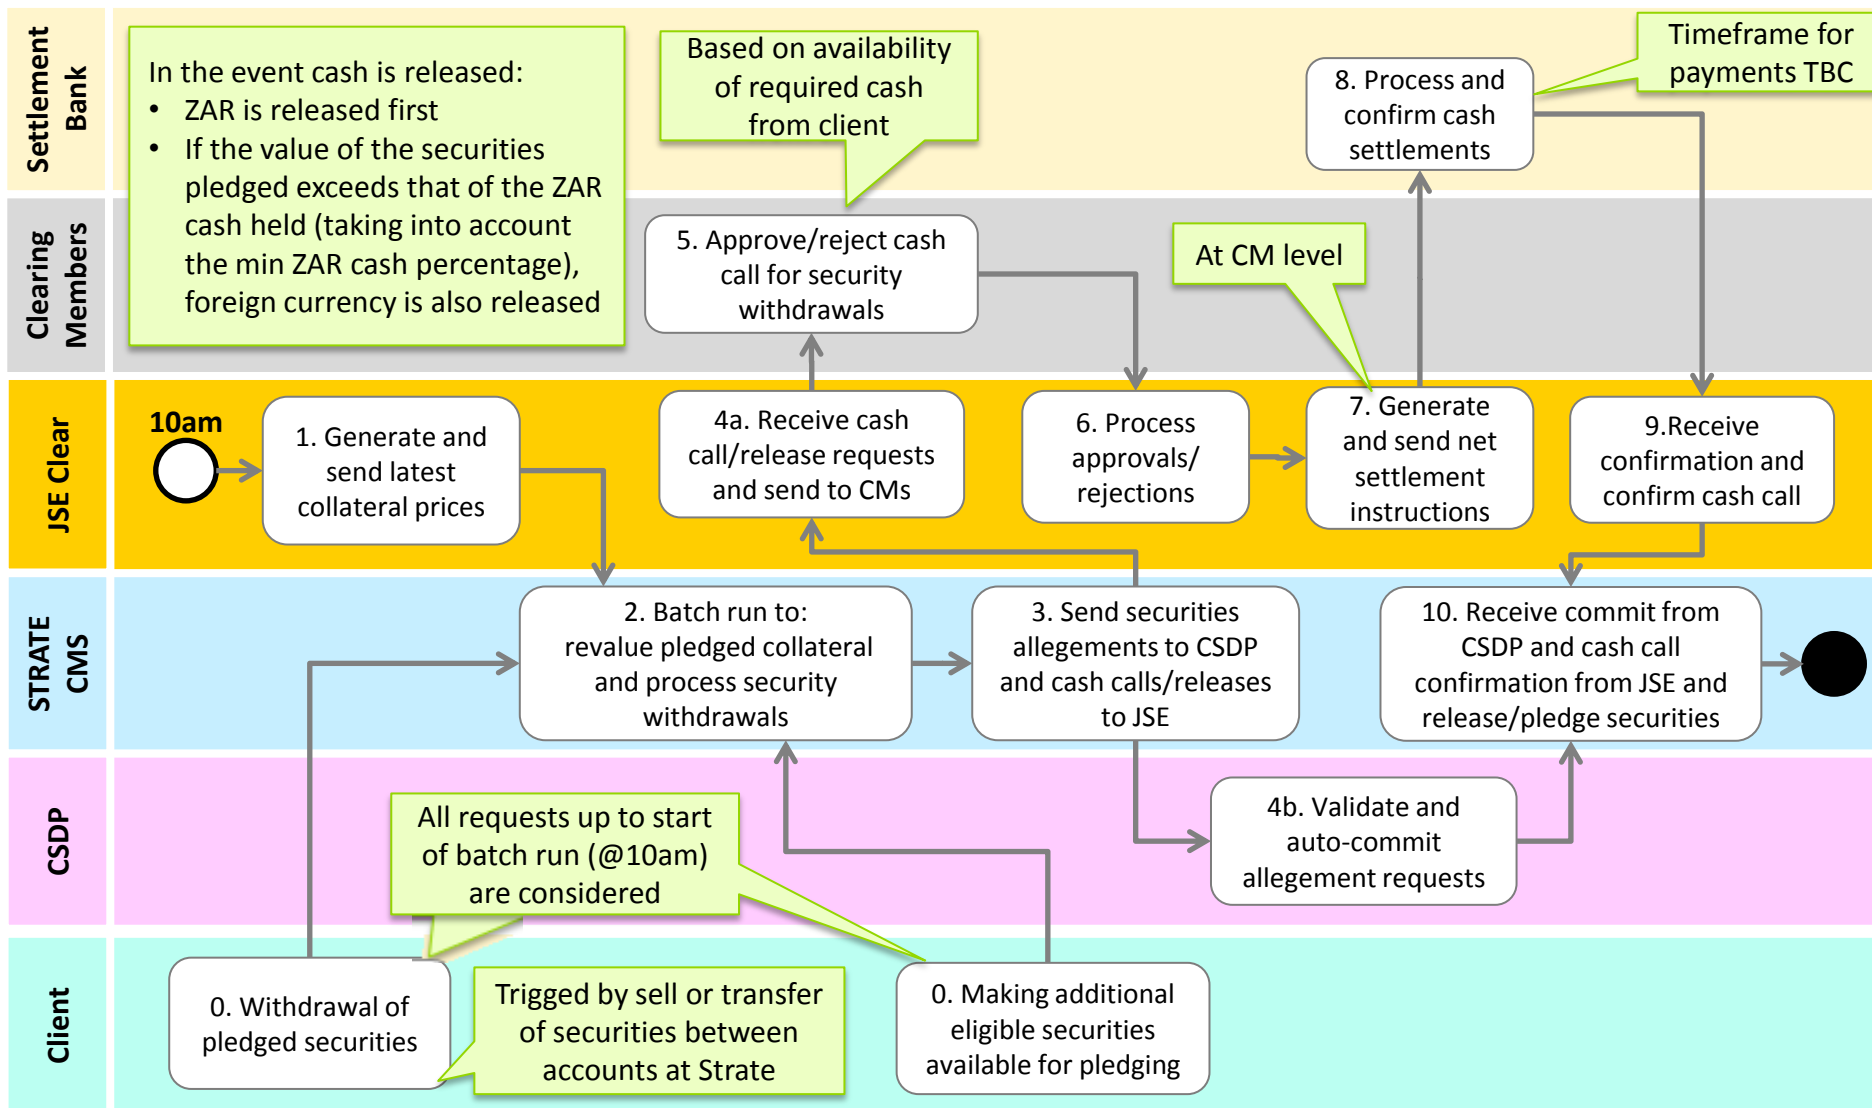 Settlement
Bank
In the event cash is released:
• ZAR is released first
• If the value of the securities
pledged exceeds that of the ZAR
cash held (taking into account
the min ZAR cash percentage),
foreign currency is also released
Based on availability
of required cash
from client
8. Process and
confirm cash
settlements
Timeframe for
payments TBC
Clearing
Members
5. Approve/reject cash
call for security
withdrawals
At CM level
JSE Clear
10am
1. Generate and
send latest
collateral prices
4a. Receive cash
call/release requests
and send to CMs
6. Process
approvals/
rejections
7. Generate
and send net
settlement
instructions
9.Receive
confirmation and
confirm cash call
STRATE
CMS
2. Batch run to:
revalue pledged collateral
and process security
withdrawals
3. Send securities
allegements to CSDP
and cash calls/releases
to JSE
10. Receive commit from
CSDP and cash call
confirmation from JSE and
release/pledge securities
CSDP
All requests up to start
of batch run (@10am)
are considered
4b. Validate and
auto-commit
allegement requests
Client
0. Withdrawal of
pledged securities
Trigged by sell or transfer
of securities between
accounts at Strate
0. Making additional
eligible securities
available for pledging